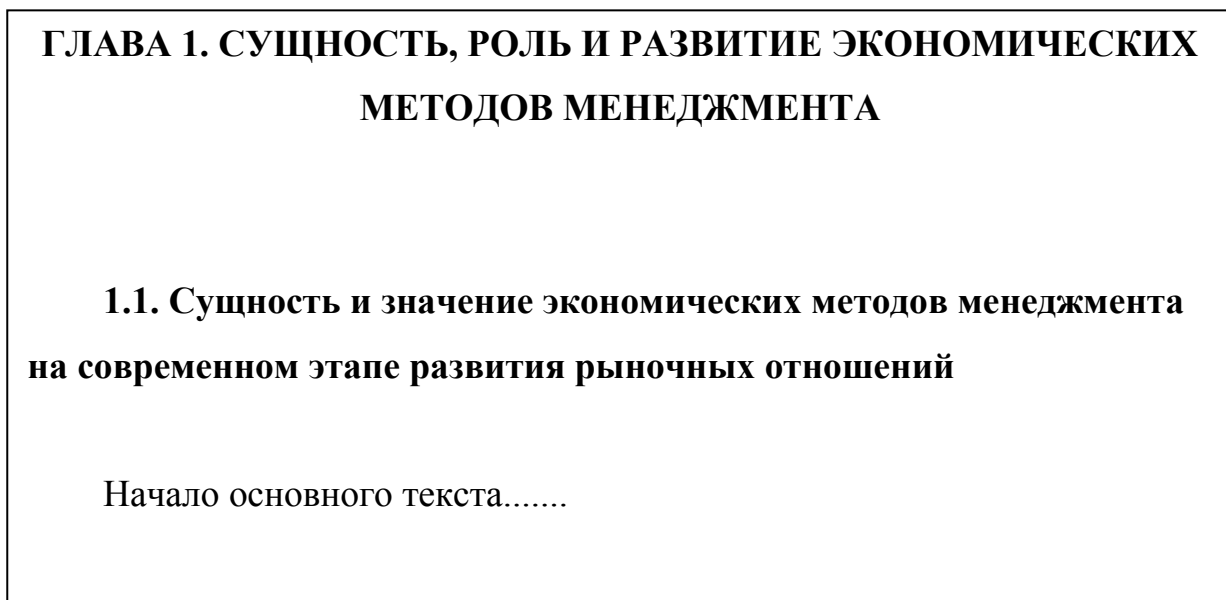 ГЛАВА 1. СУЩНОСТЬ, РОЛЬ И РАЗВИТИЕ ЭКОНОМИЧЕСКИХ
МЕТОДОВ МЕНЕДЖМЕНТА
1.1. Сущность и значение экономических методов менеджмента
на современном этапе развития рыночных отношений
Начало основного текста.......